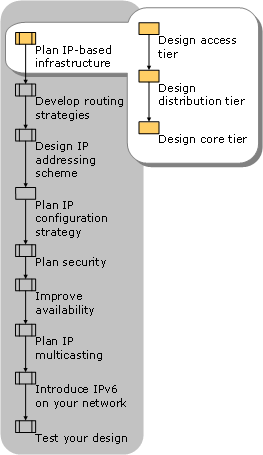 Plan IP-based
infrastructure
Develop routing
strategies
Design IP
addressing
scheme
Plan IP
configuration
strategy
Plan security
Improve
availability
Plan IP
multicasting
Introduce IPv6
on your network
Test your design
Design access
tier
Design
distribution tier
Design core tier